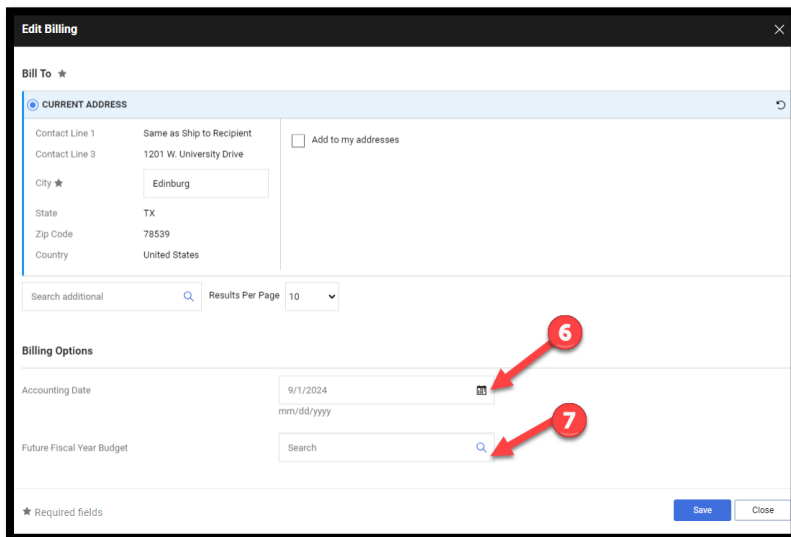 Edit Billing
Bill To ★
CURRENT ADDRESS
Contact Line 1 Same as Ship to Recipient
Add to my addresses
Contact Line 3 1201 W. University Drive
City ★ Edinburg
State TX
Zip Code 78539
Country United States
Search additional Results Per Page 10
6
Billing Options
Accounting Date 9/1/2024
mm/dd/yyyy
7
Future Fiscal Year Budget Search
★ Required fields Save Close